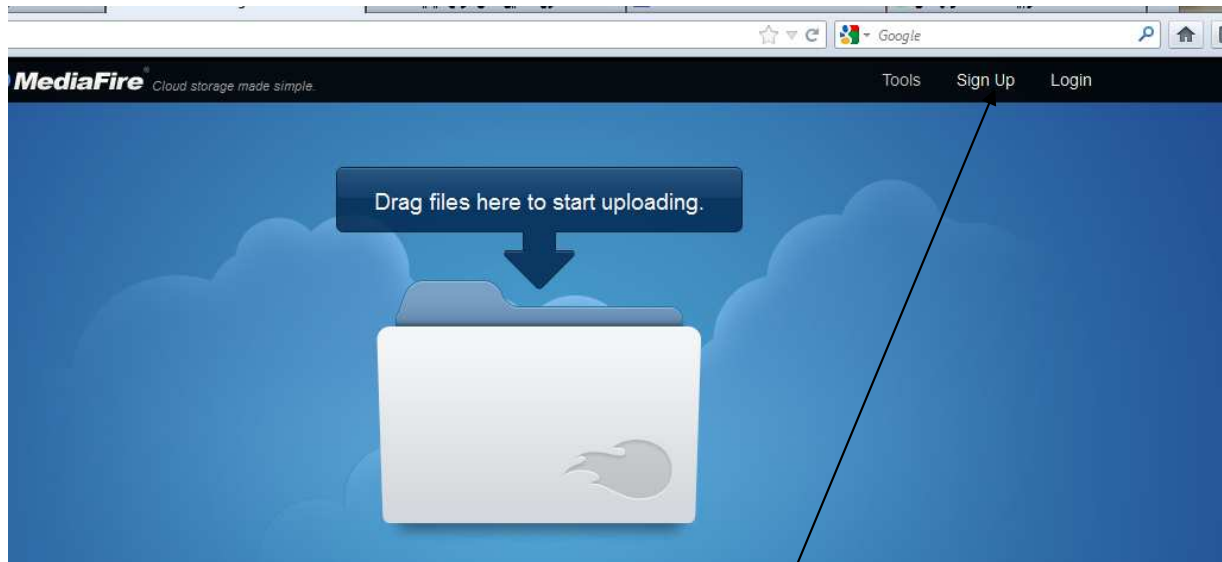 Google
MediaFire® Cloud storage made simple.
Tools Sign Up Login
Drag files here to start uploading.